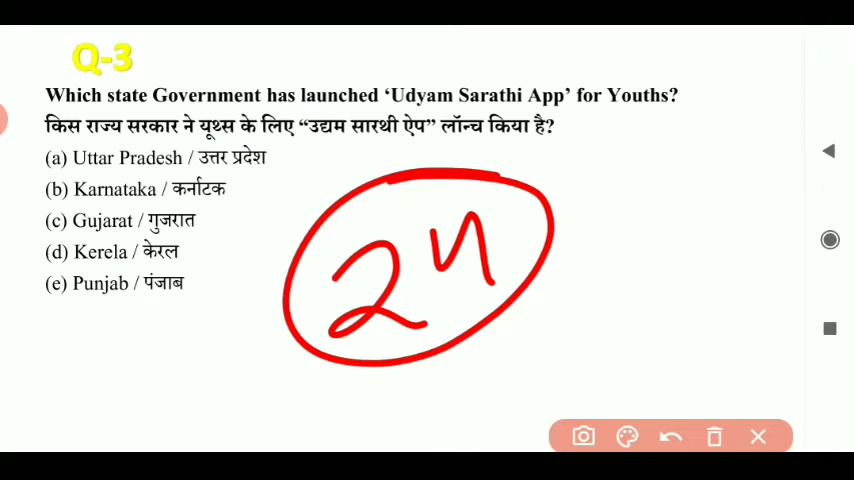 Q-3
Which state Government has launched ‘Udyam Sarathi App’ for Youths?
किस राज्य सरकार ने यूथ्स के लिए “उद्यम सारथी ऐप” लॉन्च किया है?
(a) Uttar Pradesh / उत्तर प्रदेश
(b) Karnataka / कर्नाटक
(c) Gujarat / गुजरात
(d) Kerela / केरल
(e) Punjab / पंजाब